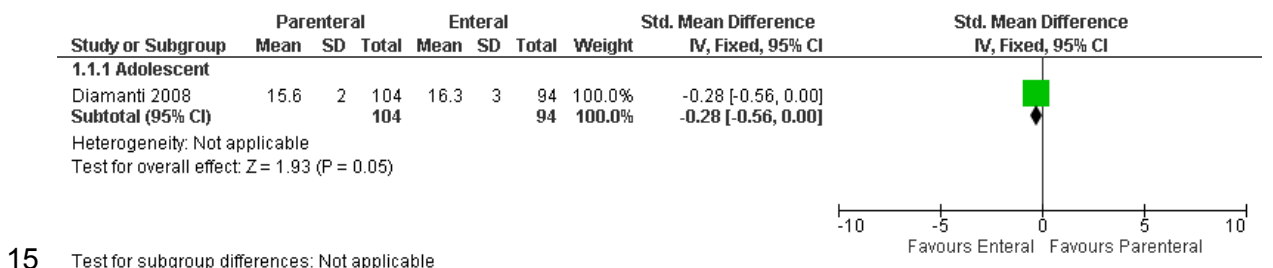 Parenteral Enteral Std. Mean Difference Std. Mean Difference
Study or Subgroup Mean SD Total Mean SD Total Weight IV, Fixed, 95% CI IV, Fixed, 95% CI
1.1.1 Adolescent
Diamanti 2008 15.6 2 104 16.3 3 94 100.0% -0.28 [-0.56, 0.00]
Subtotal (95% CI) 104 94 100.0% -0.28 [-0.56, 0.00]
Heterogeneity: Not applicable
Test for overall effect: Z = 1.93 (P = 0.05)
-10 -5 0 5 10
Favours Enteral Favours Parenteral
15 Test for subgroup differences: Not applicable